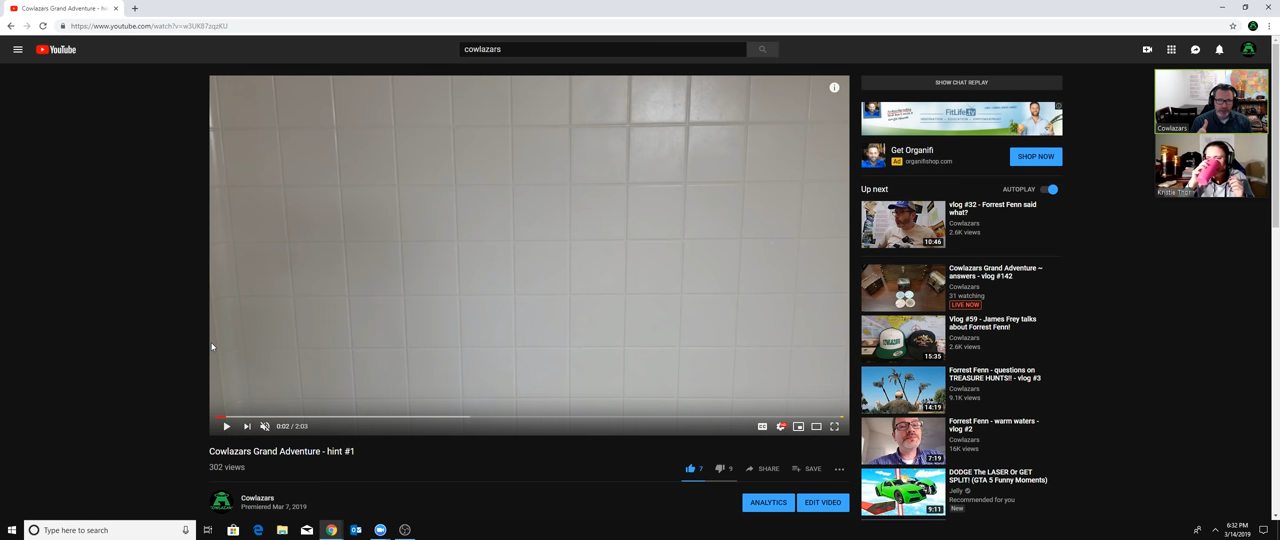 Cowlazars Grand Adventure - hin
https://www.youtube.com/watch?v=w3UK87zqzKU
YouTube
cowlazars
SHOW CHAT REPLAY
FitLife.tv
Get Organifi
Ad organifishop.com
SHOP NOW
Up next
AUTOPLAY
vlog #32 - Forrest Fenn said
what?
Cowlazars
2.6K views
10:46
Cowlazars Grand Adventure ~
answers - vlog #142
Cowlazars
31 watching
LIVE NOW
Vlog #59 - James Frey talks
about Forrest Fenn!
Cowlazars
2.6K views
15:35
Forrest Fenn - questions on
TREASURE HUNTS!! - vlog #3
Cowlazars
9.1K views
14:19
Forrest Fenn - warm waters -
vlog #2
Cowlazars
16K views
7:19
DODGE The LASER Or GET
SPLIT! (GTA 5 Funny Moments)
Jelly
Recommended for you
New
9:11
Cowlazars
Kristie Thor
0:02 / 2:03
Cowlazars Grand Adventure - hint #1
302 views
7
9
SHARE
SAVE
Cowlazars
Premiered Mar 7, 2019
ANALYTICS
EDIT VIDEO
Type here to search
6:32 PM
3/14/2019